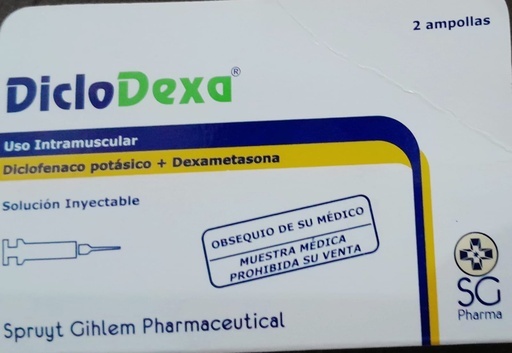 2 ampollas
DicloDexa®
Uso Intramuscular
Diclofenaco potásico + Dexametasona
Solución Inyectable
OBSEQUIO DE SU MÉDICO
MUESTRA MÉDICA
PROHIBIDA SU VENTA
SG
Pharma
Spruyt Gihlem Pharmaceutical